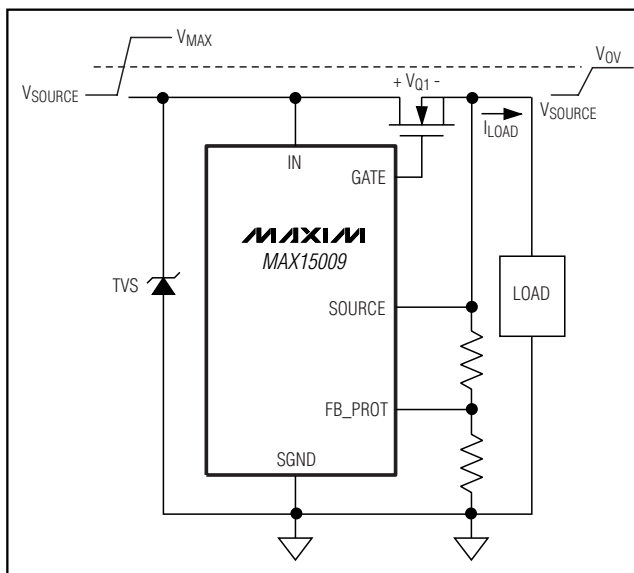 VMAX
VOV
VSOURCE
+ VQ1 -
VSOURCE
ILOAD
IN
GATE
MAXIM
MAX15009
TVS
SOURCE
LOAD
FB_PROT
SGND